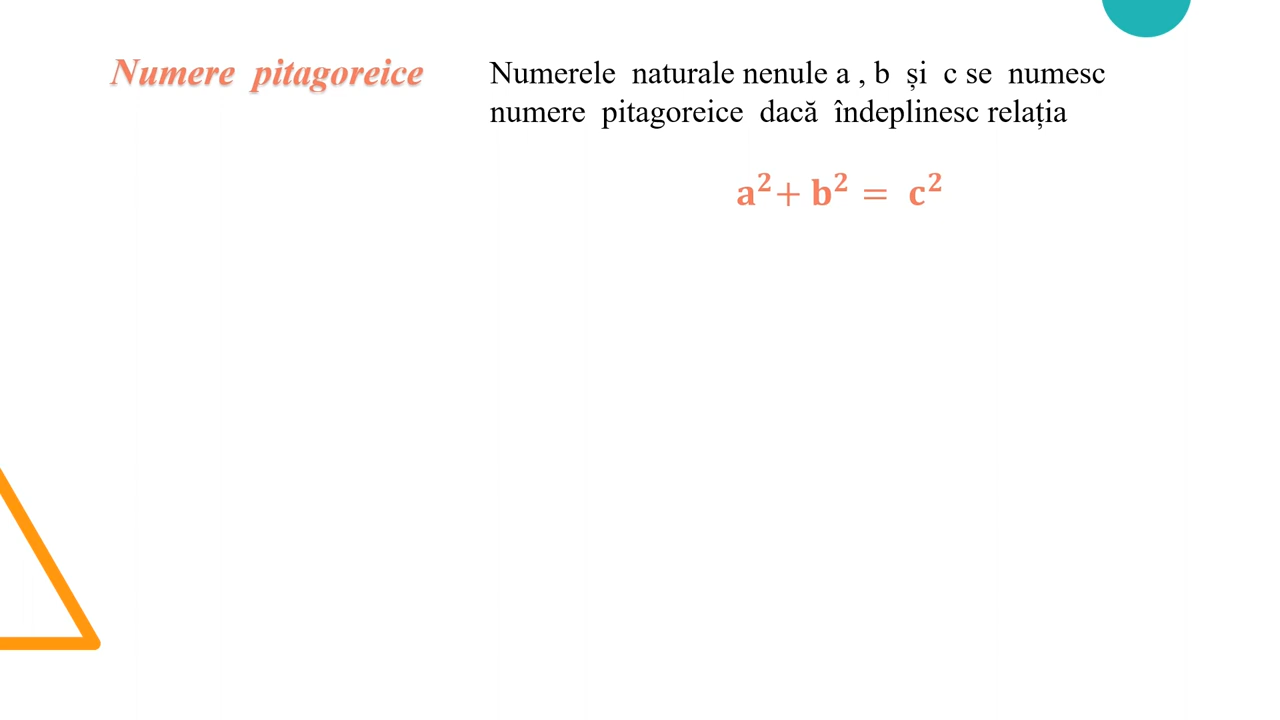 Numere pitagoreice
Numerele naturale nenule a , b și c se numesc
numere pitagoreice dacă îndeplinesc relația
a²+ b² = c²